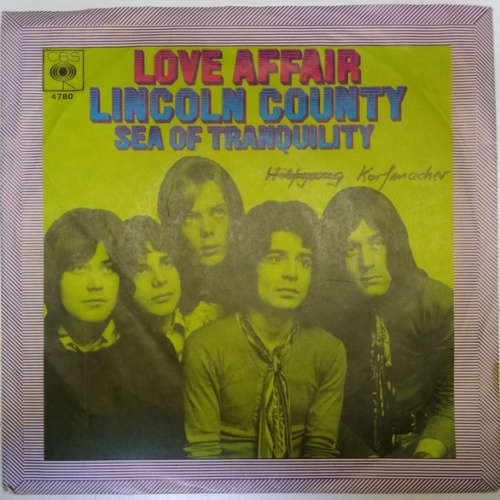 CBS
4780
LOVE AFFAIR
LINCOLN COUNTY
SEA OF TRANQUILITY
Korfmacher